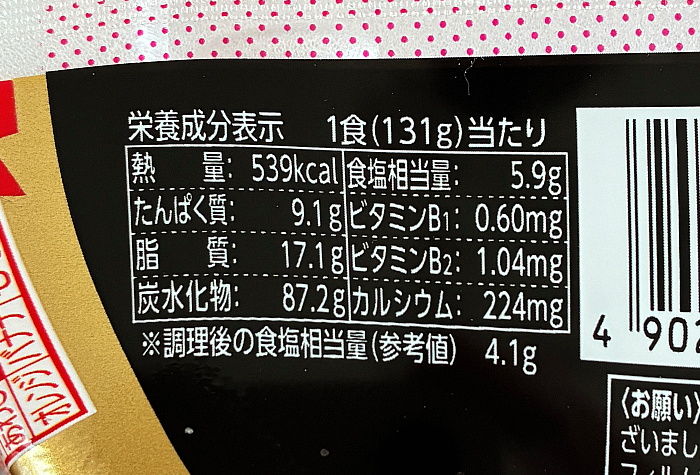 栄養成分表示 1食(131g)当たり
熱量: 539kcal 食塩相当量: 5.9g
たんぱく質: 9.1g ビタミンB1: 0.60mg
脂質: 17.1g ビタミンB2: 1.04mg
炭水化物: 87.2g カルシウム: 224mg
※調理後の食塩相当量(参考値) 4.1g
4 902
〈お願い〉
ざいまし
フィル